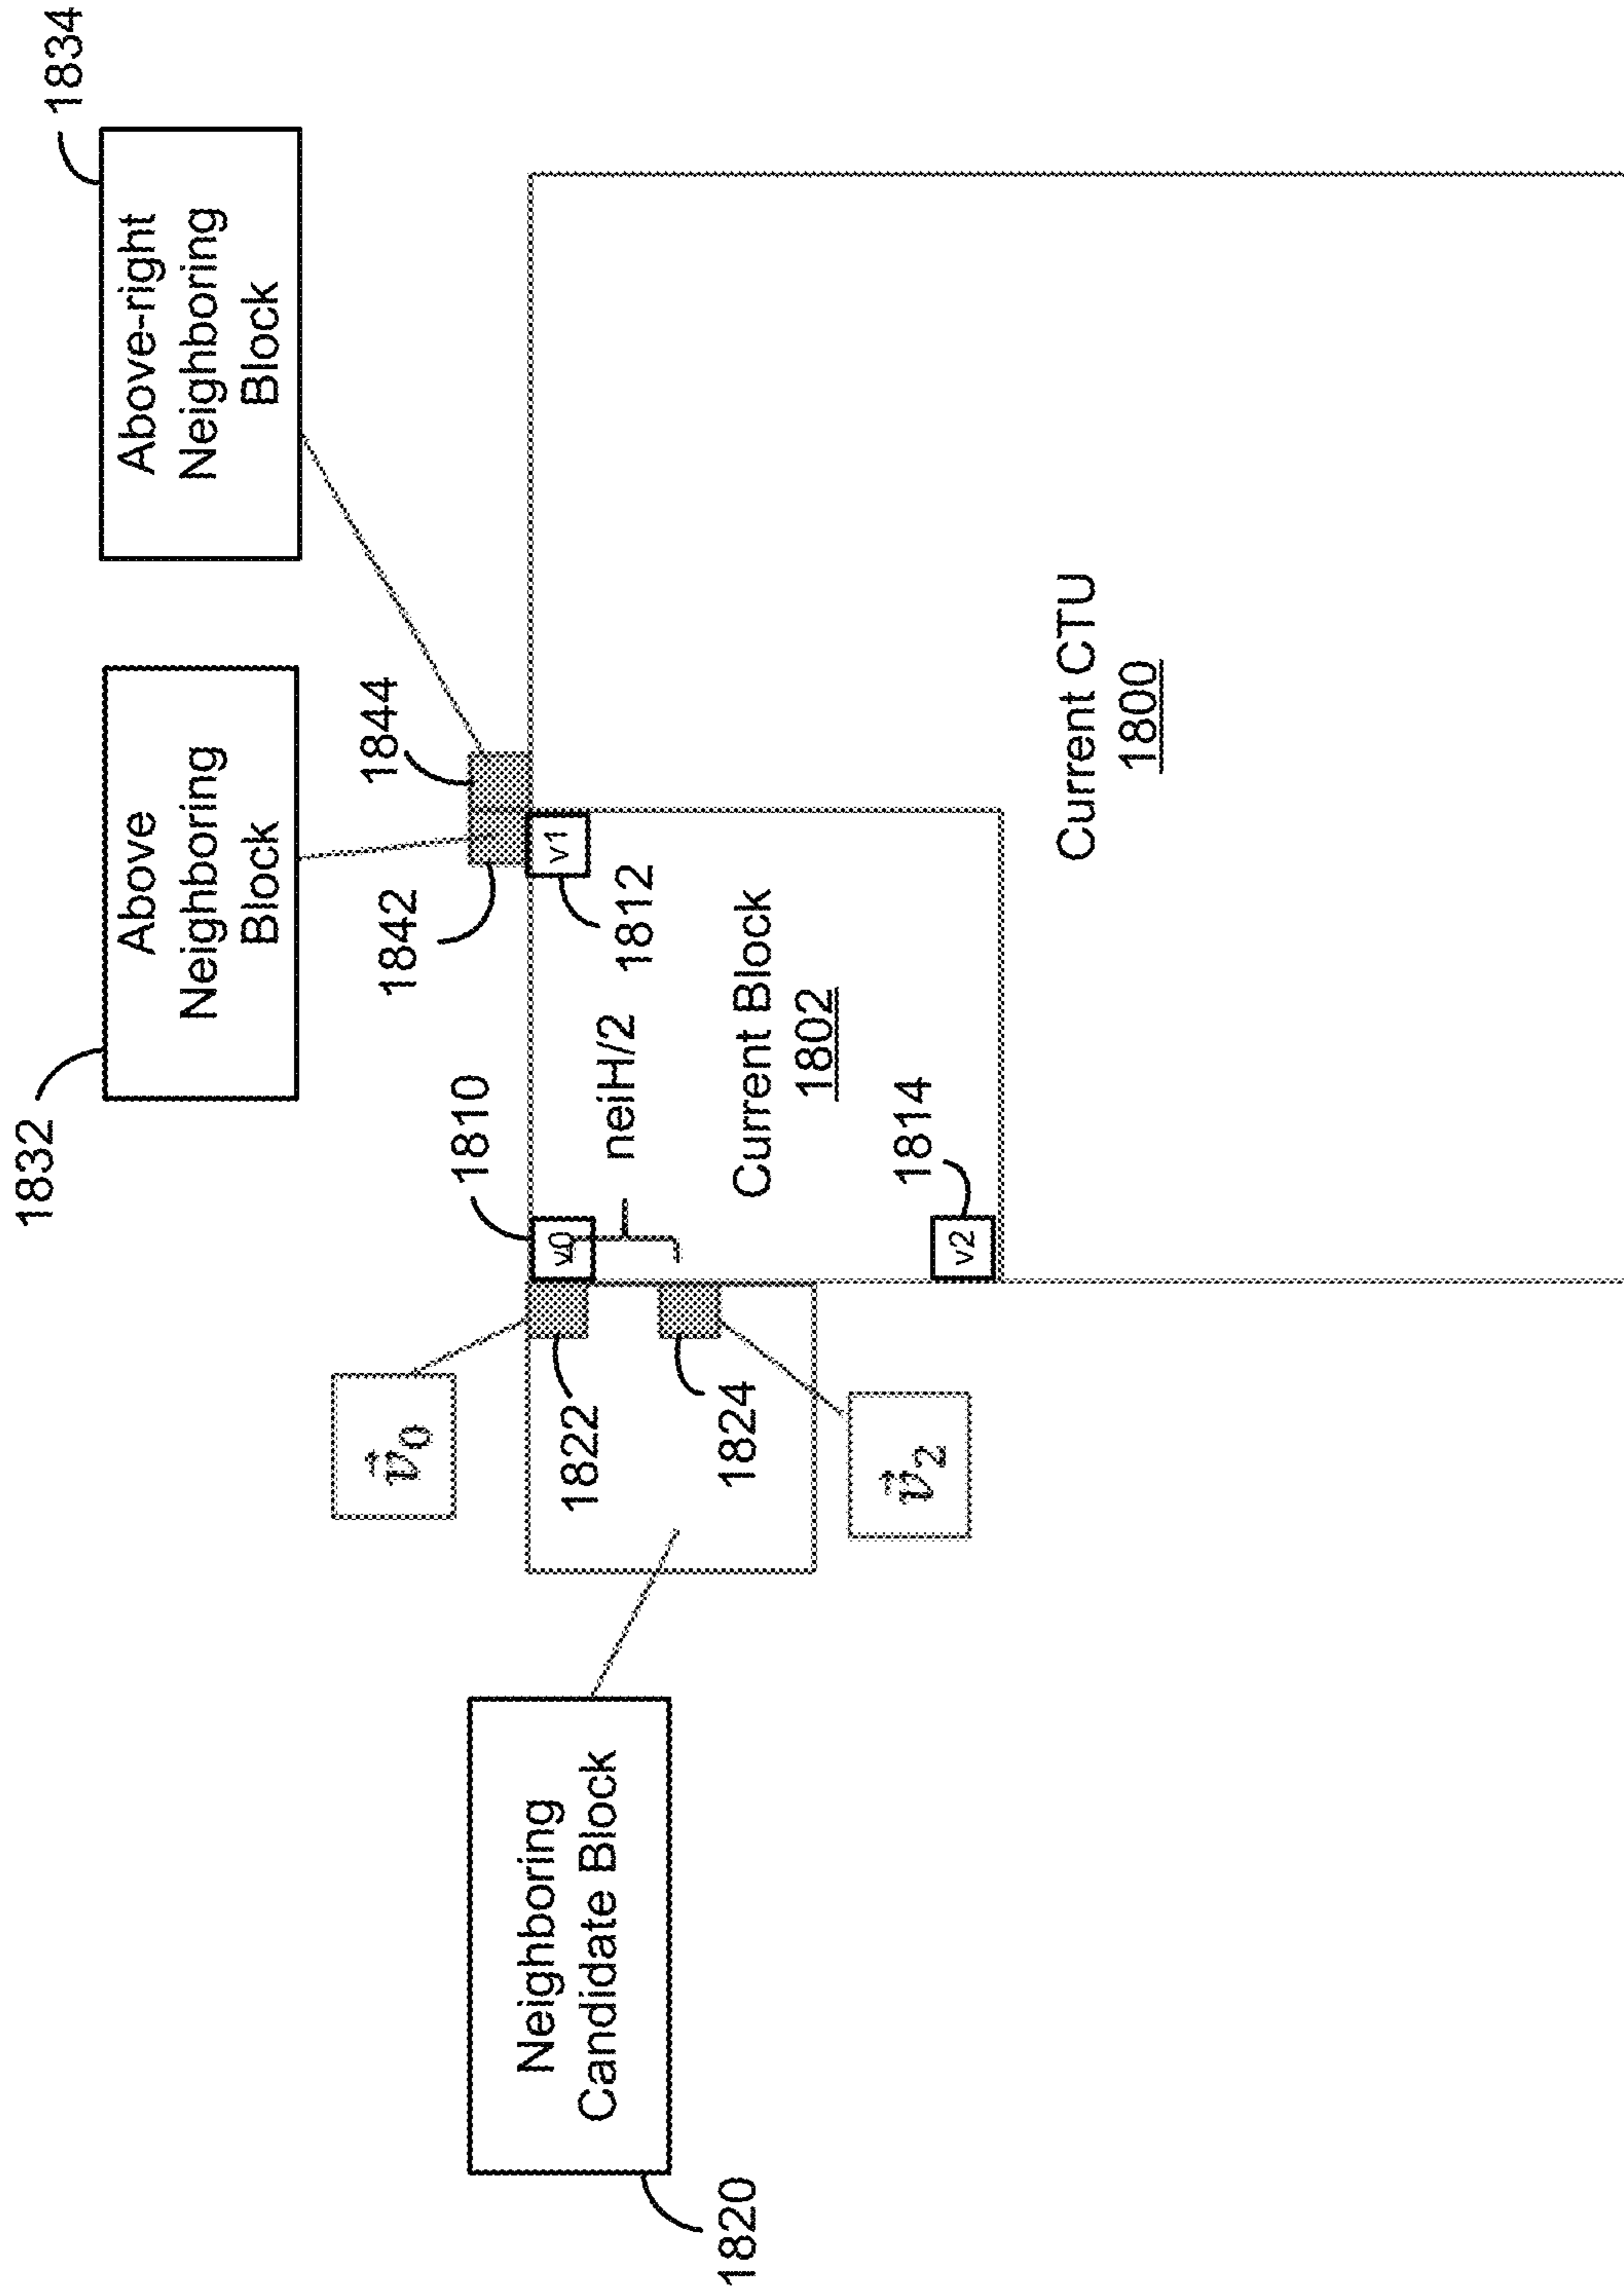 1832
Above
Neighboring
Block
Above-right
Neighboring
Block
1834
1810
1842
1844
v⃗0
v0
neiH/2
v1
1812
Neighboring
Candidate Block
1820
1822
1824
v⃗2
Current Block
1802
1814
v2
Current CTU
1800